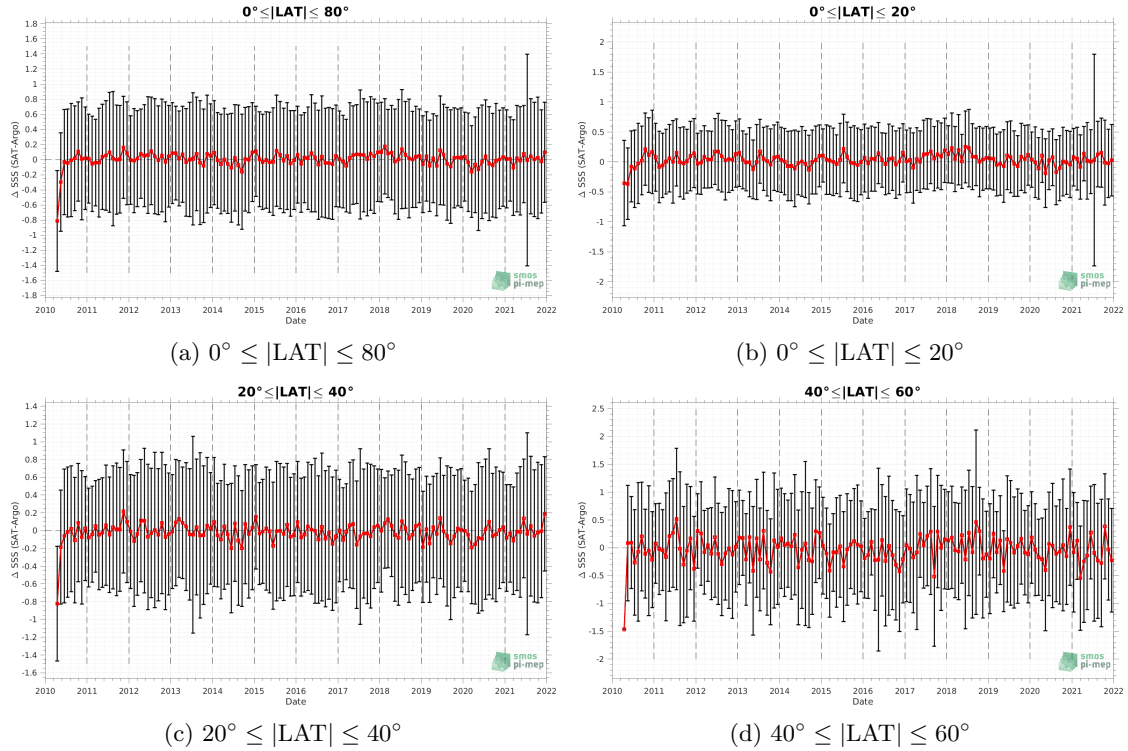 0°≤|LAT|≤ 80°
1.8
1.6
1.4
1.2
1
0.8
0.6
0.4
0.2
0
-0.2
-0.4
-0.6
-0.8
-1
-1.2
-1.4
-1.6
-1.8
Δ SSS (SAT-Argo)
2010 2011 2012 2013 2014 2015 2016 2017 2018 2019 2020 2021 2022
Date
smos
pi-mep
(a) 0° ≤ |LAT| ≤ 80°
0°≤|LAT|≤ 20°
2
1.5
1
0.5
0
-0.5
-1
-1.5
-2
Δ SSS (SAT-Argo)
2010 2011 2012 2013 2014 2015 2016 2017 2018 2019 2020 2021 2022
Date
smos
pi-mep
(b) 0° ≤ |LAT| ≤ 20°
20°≤|LAT|≤ 40°
1.4
1.2
1
0.8
0.6
0.4
0.2
0
-0.2
-0.4
-0.6
-0.8
-1
-1.2
-1.4
-1.6
Δ SSS (SAT-Argo)
2010 2011 2012 2013 2014 2015 2016 2017 2018 2019 2020 2021 2022
Date
smos
pi-mep
(c) 20° ≤ |LAT| ≤ 40°
40°≤|LAT|≤ 60°
2.5
2
1.5
1
0.5
0
-0.5
-1
-1.5
-2
Δ SSS (SAT-Argo)
2010 2011 2012 2013 2014 2015 2016 2017 2018 2019 2020 2021 2022
Date
smos
pi-mep
(d) 40° ≤ |LAT| ≤ 60°